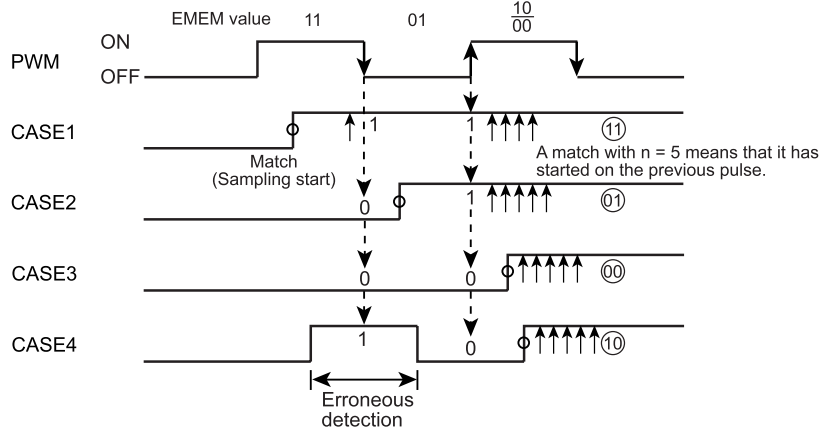 EMEM value 11 01 10
00
ON
PWM
OFF
CASE1 1 1 11
Match
(Sampling start)
A match with n = 5 means that it has
started on the previous pulse.
CASE2 0 1 01
CASE3 0 0 00
CASE4 1 0 10
Erroneous
detection